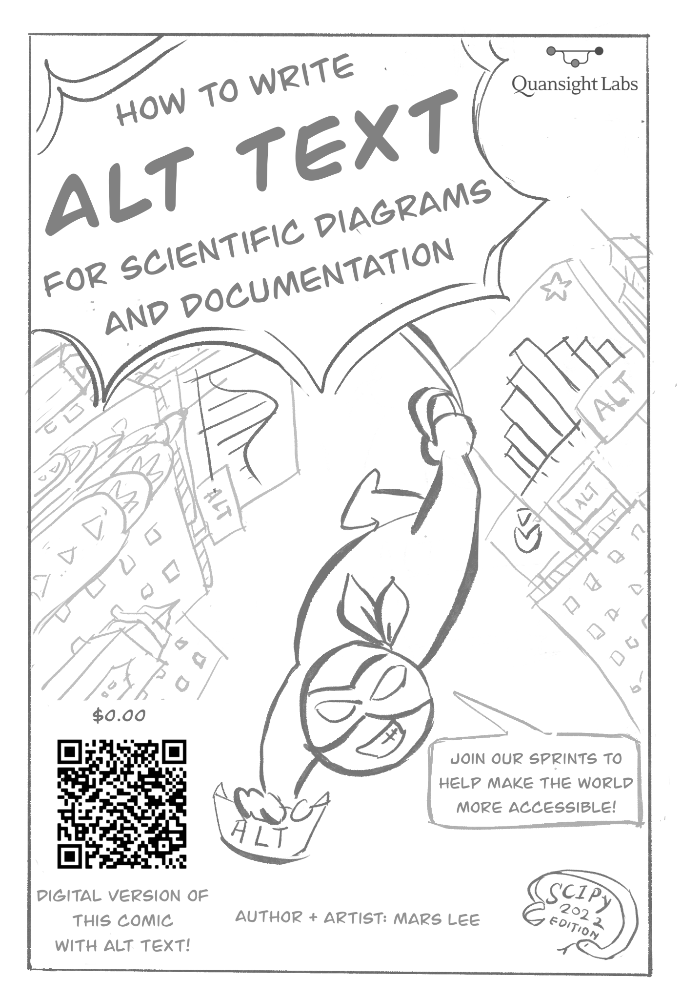 Quansight Labs
HOW TO WRITE
ALT TEXT
FOR SCIENTIFIC DIAGRAMS
AND DOCUMENTATION
ALT
ALT
ALT
$0.00
JOIN OUR SPRINTS TO
HELP MAKE THE WORLD
MORE ACCESSIBLE!
ALT
DIGITAL VERSION OF
THIS COMIC
WITH ALT TEXT!
AUTHOR + ARTIST: MARS LEE
SCIPY
2022
EDITION